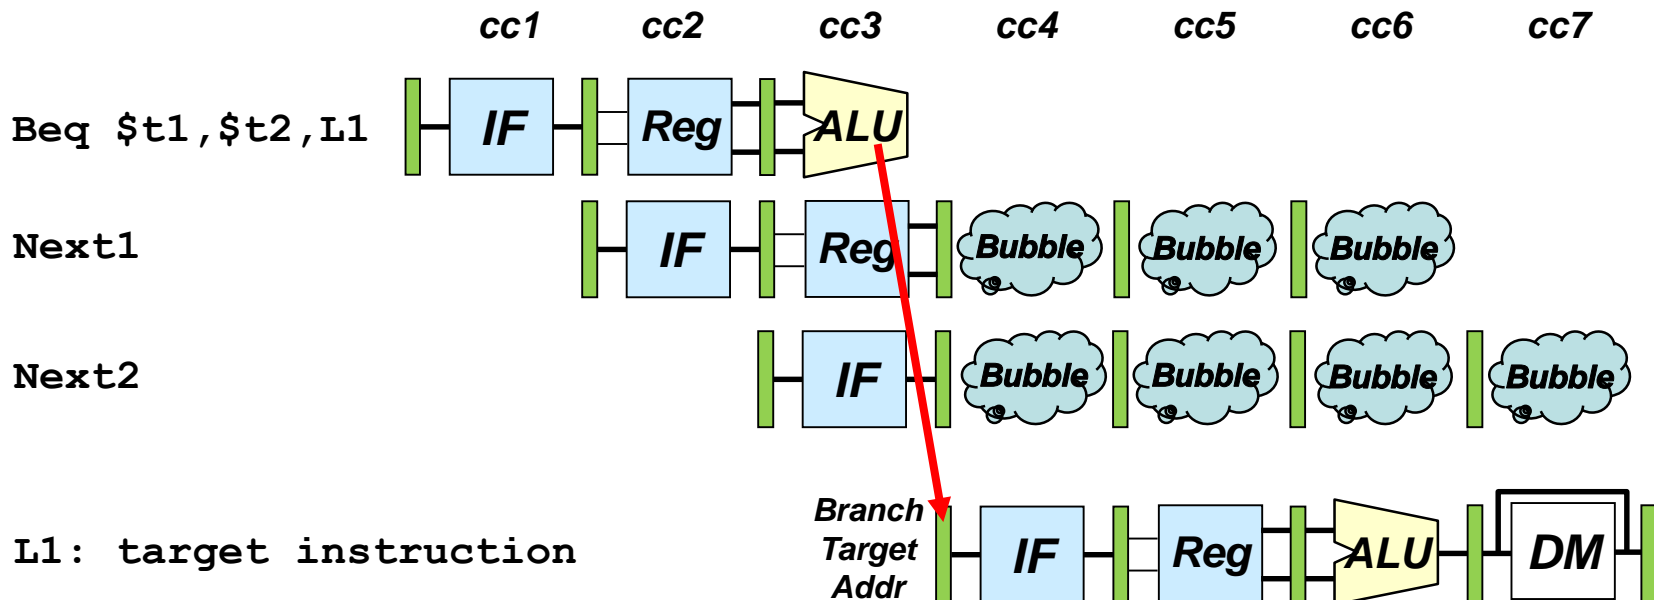 cc1 cc2 cc3 cc4 cc5 cc6 cc7
Beq $t1,$t2,L1 IF Reg ALU
Next1 IF Reg Bubble Bubble Bubble
Next2 IF Bubble Bubble Bubble Bubble
Branch
Target
Addr
L1: target instruction IF Reg ALU DM